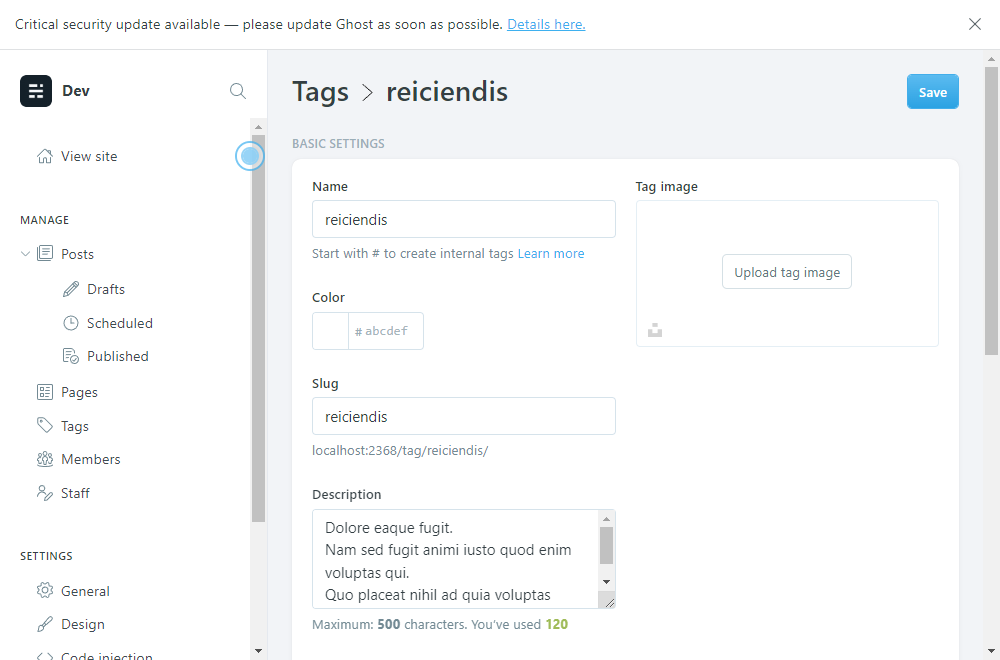 Critical security update available — please update Ghost as soon as possible. Details here.
Dev
View site
MANAGE
Posts
Drafts
Scheduled
Published
Pages
Tags
Members
Staff
SETTINGS
General
Design
Code injection
Tags > reiciendis
Save
BASIC SETTINGS
Name
reiciendis
Start with # to create internal tags Learn more
Color
# abcdef
Slug
reiciendis
localhost:2368/tag/reiciendis/
Description
Dolore eaque fugit.
Nam sed fugit animi iusto quod enim
voluptas qui.
Quo placeat nihil ad quia voluptas
Maximum: 500 characters. You've used 120
Tag image
Upload tag image